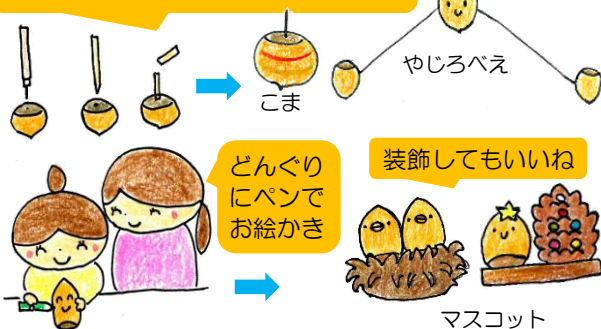 やじろべえ
こま
どんぐり
にペンで
お絵かき
装飾してもいいね
マスコット